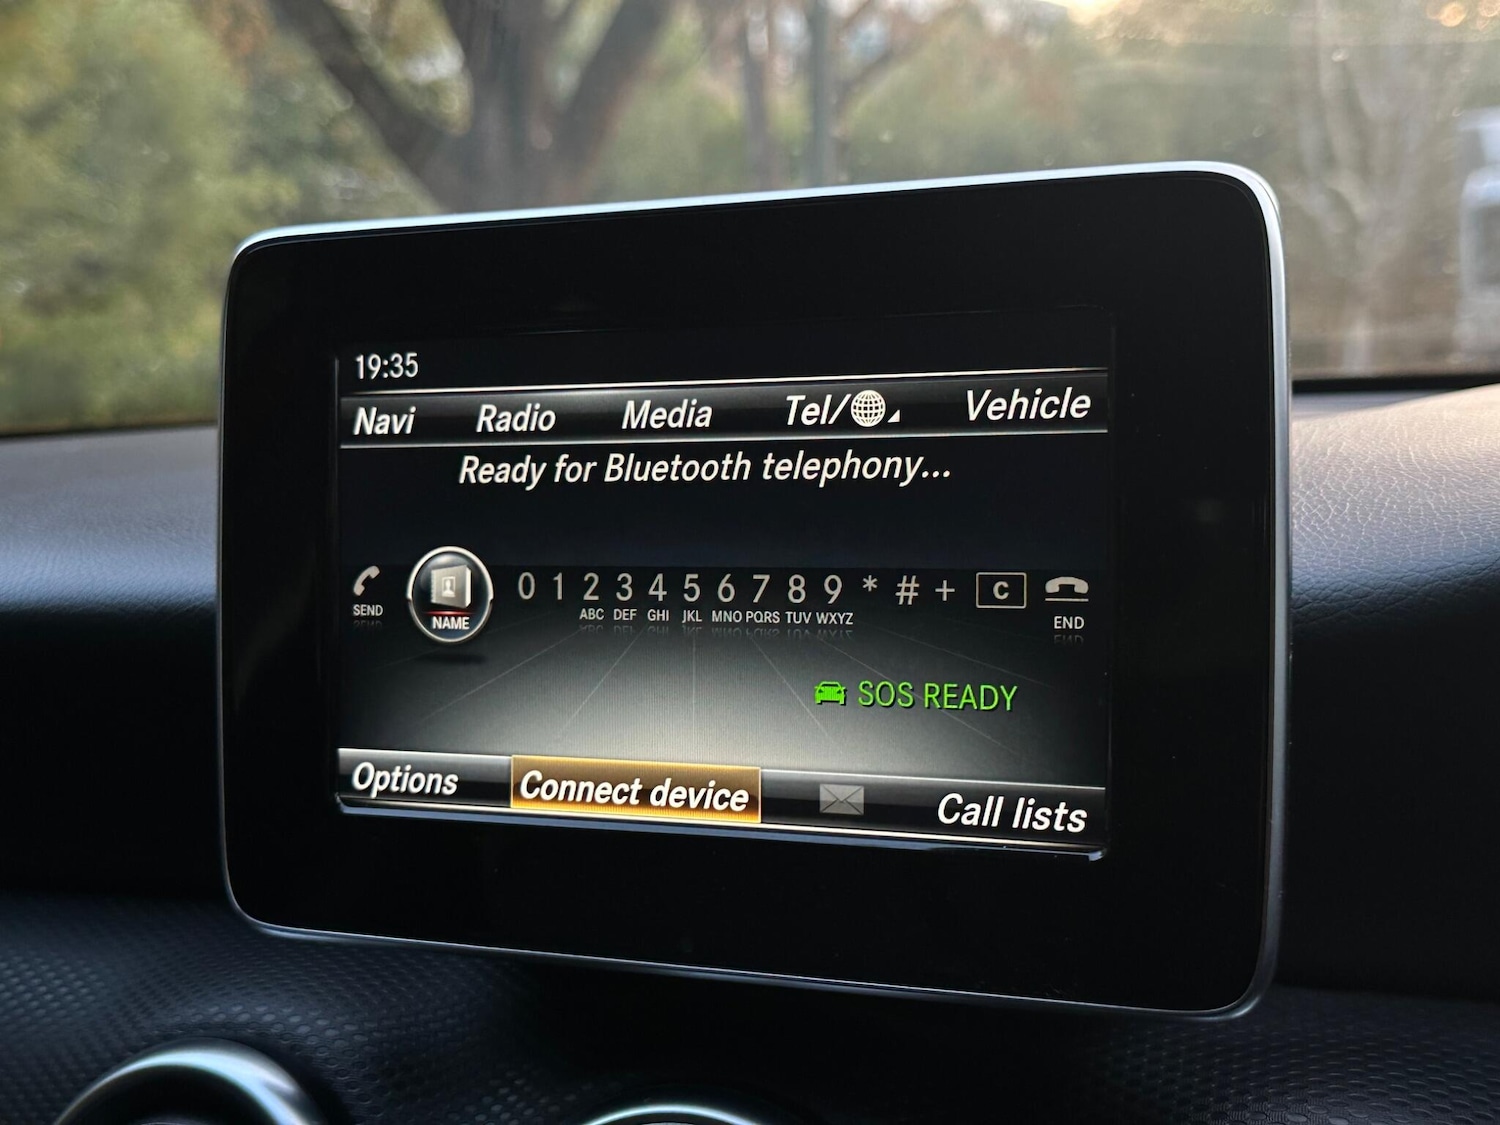 19:35
Navi Radio Media Tel/ Vehicle
Ready for Bluetooth telephony...
SEND NAME 0 1 2 3 4 5 6 7 8 9 * # + C END
ABC DEF GHI JKL MNO PQRS TUV WXYZ
SOS READY
Options Connect device Call lists